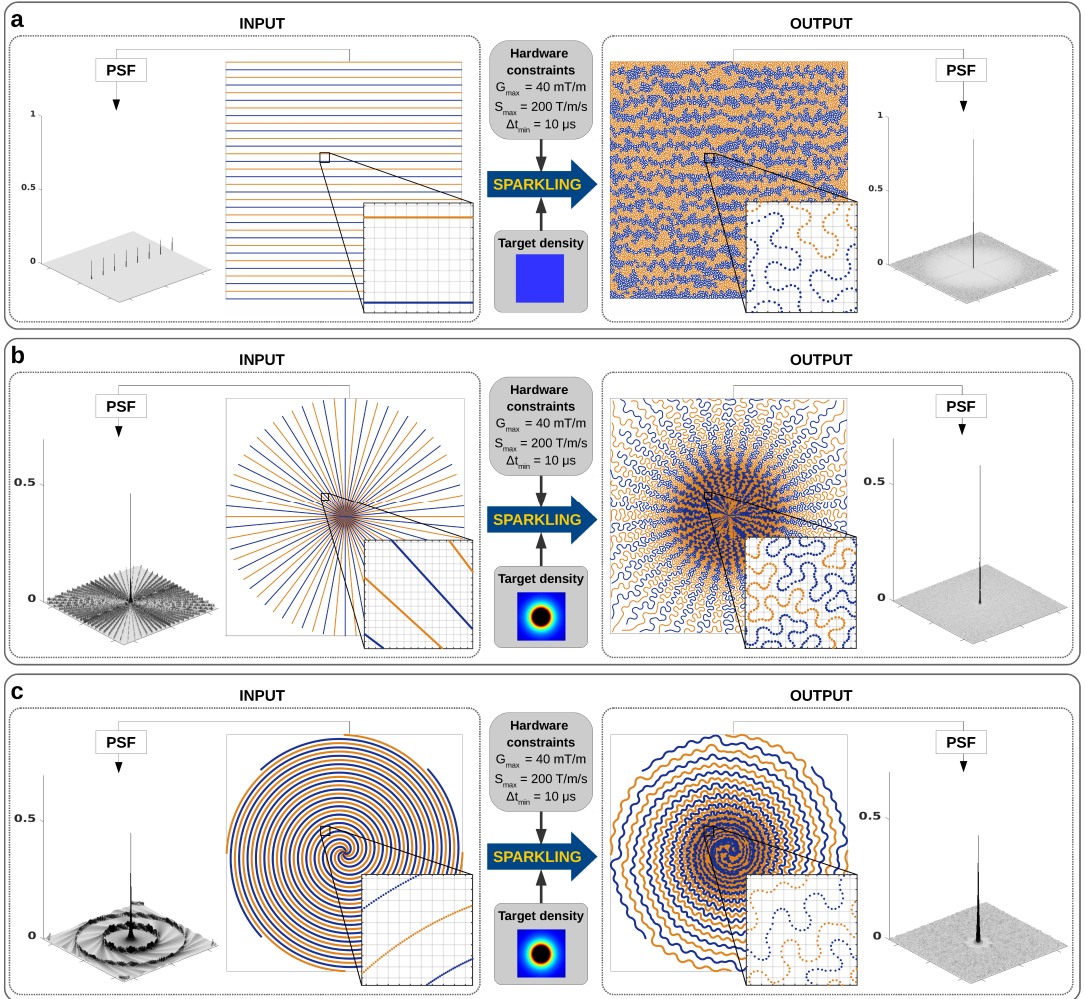 a
INPUT
OUTPUT
PSF
1
0.5
0
Hardware
constraints
Gmax = 40 mT/m
Smax = 200 T/m/s
Δtmin = 10 µs
SPARKLING
Target density
PSF
1
0.5
0
b
INPUT
OUTPUT
PSF
0.5
0
Hardware
constraints
Gmax = 40 mT/m
Smax = 200 T/m/s
Δtmin = 10 µs
SPARKLING
Target density
PSF
0.5
0
c
INPUT
OUTPUT
PSF
0.5
0
Hardware
constraints
Gmax = 40 mT/m
Smax = 200 T/m/s
Δtmin = 10 µs
SPARKLING
Target density
PSF
0.5
0